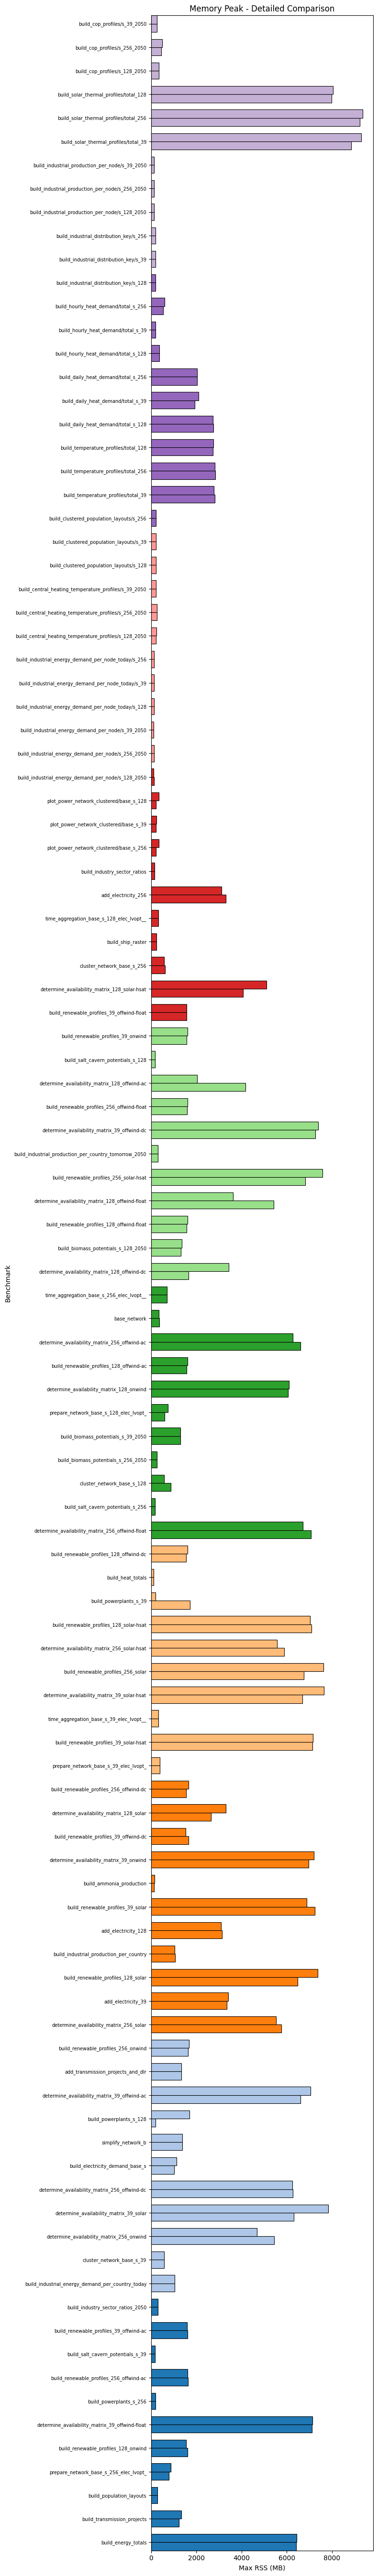 Memory Peak - Detailed Comparison
build_cop_profiles/s_39_2050
build_cop_profiles/s_256_2050
build_cop_profiles/s_128_2050
build_solar_thermal_profiles/total_128
build_solar_thermal_profiles/total_256
build_solar_thermal_profiles/total_39
build_industrial_production_per_node/s_39_2050
build_industrial_production_per_node/s_256_2050
build_industrial_production_per_node/s_128_2050
build_industrial_distribution_key/s_256
build_industrial_distribution_key/s_39
build_industrial_distribution_key/s_128
build_hourly_heat_demand/total_s_256
build_hourly_heat_demand/total_s_39
build_hourly_heat_demand/total_s_128
build_daily_heat_demand/total_s_256
build_daily_heat_demand/total_s_39
build_daily_heat_demand/total_s_128
build_temperature_profiles/total_128
build_temperature_profiles/total_256
build_temperature_profiles/total_39
build_clustered_population_layouts/s_256
build_clustered_population_layouts/s_39
build_clustered_population_layouts/s_128
build_central_heating_temperature_profiles/s_39_2050
build_central_heating_temperature_profiles/s_256_2050
build_central_heating_temperature_profiles/s_128_2050
build_industrial_energy_demand_per_node_today/s_256
build_industrial_energy_demand_per_node_today/s_39
build_industrial_energy_demand_per_node_today/s_128
build_industrial_energy_demand_per_node/s_39_2050
build_industrial_energy_demand_per_node/s_256_2050
build_industrial_energy_demand_per_node/s_128_2050
plot_power_network_clustered/base_s_128
plot_power_network_clustered/base_s_39
plot_power_network_clustered/base_s_256
build_industry_sector_ratios
add_electricity_256
time_aggregation_base_s_128_elec_lvopt__
build_ship_raster
cluster_network_base_s_256
determine_availability_matrix_128_solar-hsat
build_renewable_profiles_39_offwind-float
build_renewable_profiles_39_onwind
build_salt_cavern_potentials_s_128
determine_availability_matrix_128_offwind-ac
build_renewable_profiles_256_offwind-float
determine_availability_matrix_39_offwind-dc
build_industrial_production_per_country_tomorrow_2050
build_renewable_profiles_256_solar-hsat
determine_availability_matrix_128_offwind-float
build_renewable_profiles_128_offwind-float
build_biomass_potentials_s_128_2050
determine_availability_matrix_128_offwind-dc
time_aggregation_base_s_256_elec_lvopt__
base_network
determine_availability_matrix_256_offwind-ac
build_renewable_profiles_128_offwind-ac
determine_availability_matrix_128_onwind
prepare_network_base_s_128_elec_lvopt_
build_biomass_potentials_s_39_2050
build_biomass_potentials_s_256_2050
cluster_network_base_s_128
build_salt_cavern_potentials_s_256
determine_availability_matrix_256_offwind-float
build_renewable_profiles_128_offwind-dc
build_heat_totals
build_powerplants_s_39
build_renewable_profiles_128_solar-hsat
determine_availability_matrix_256_solar-hsat
build_renewable_profiles_256_solar
determine_availability_matrix_39_solar-hsat
time_aggregation_base_s_39_elec_lvopt__
build_renewable_profiles_39_solar-hsat
prepare_network_base_s_39_elec_lvopt_
build_renewable_profiles_256_offwind-dc
determine_availability_matrix_128_solar
build_renewable_profiles_39_offwind-dc
determine_availability_matrix_39_onwind
build_ammonia_production
build_renewable_profiles_39_solar
add_electricity_128
build_industrial_production_per_country
build_renewable_profiles_128_solar
add_electricity_39
determine_availability_matrix_256_solar
build_renewable_profiles_256_onwind
add_transmission_projects_and_dlr
determine_availability_matrix_39_offwind-ac
build_powerplants_s_128
simplify_network_b
build_electricity_demand_base_s
determine_availability_matrix_256_offwind-dc
determine_availability_matrix_39_solar
determine_availability_matrix_256_onwind
cluster_network_base_s_39
build_industrial_energy_demand_per_country_today
build_industry_sector_ratios_2050
build_renewable_profiles_39_offwind-ac
build_salt_cavern_potentials_s_39
build_renewable_profiles_256_offwind-ac
build_powerplants_s_256
determine_availability_matrix_39_offwind-float
build_renewable_profiles_128_onwind
prepare_network_base_s_256_elec_lvopt_
build_population_layouts
build_transmission_projects
build_energy_totals
Benchmark
0 2000 4000 6000 8000
Max RSS (MB)